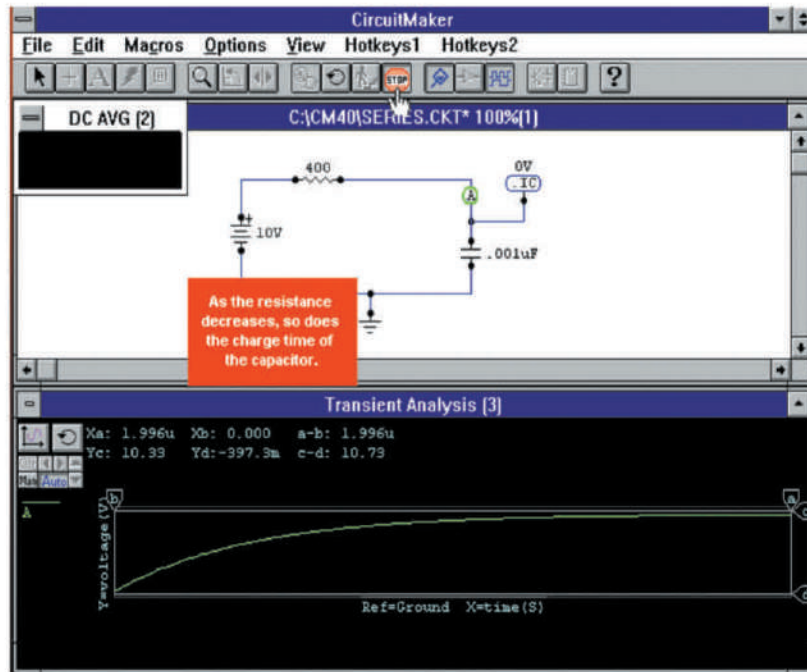 CircuitMaker
File Edit Macros Options View Hotkeys1 Hotkeys2
STOP
?
DC AVG (2)
C:\CM40\SERIES.CKT* 100%(1)
400
0V
A
.IC
+
10V
.001uF
As the resistance
decreases, so does
the charge time of
the capacitor.
Transient Analysis (3)
Xa: 1.996u Xb: 0.000 a-b: 1.996u
Yc: 10.33 Yd:-397.3m c-d: 10.73
Man Auto
b
a
A
c
Y=voltage(V)
Ref=Ground X=time(S)